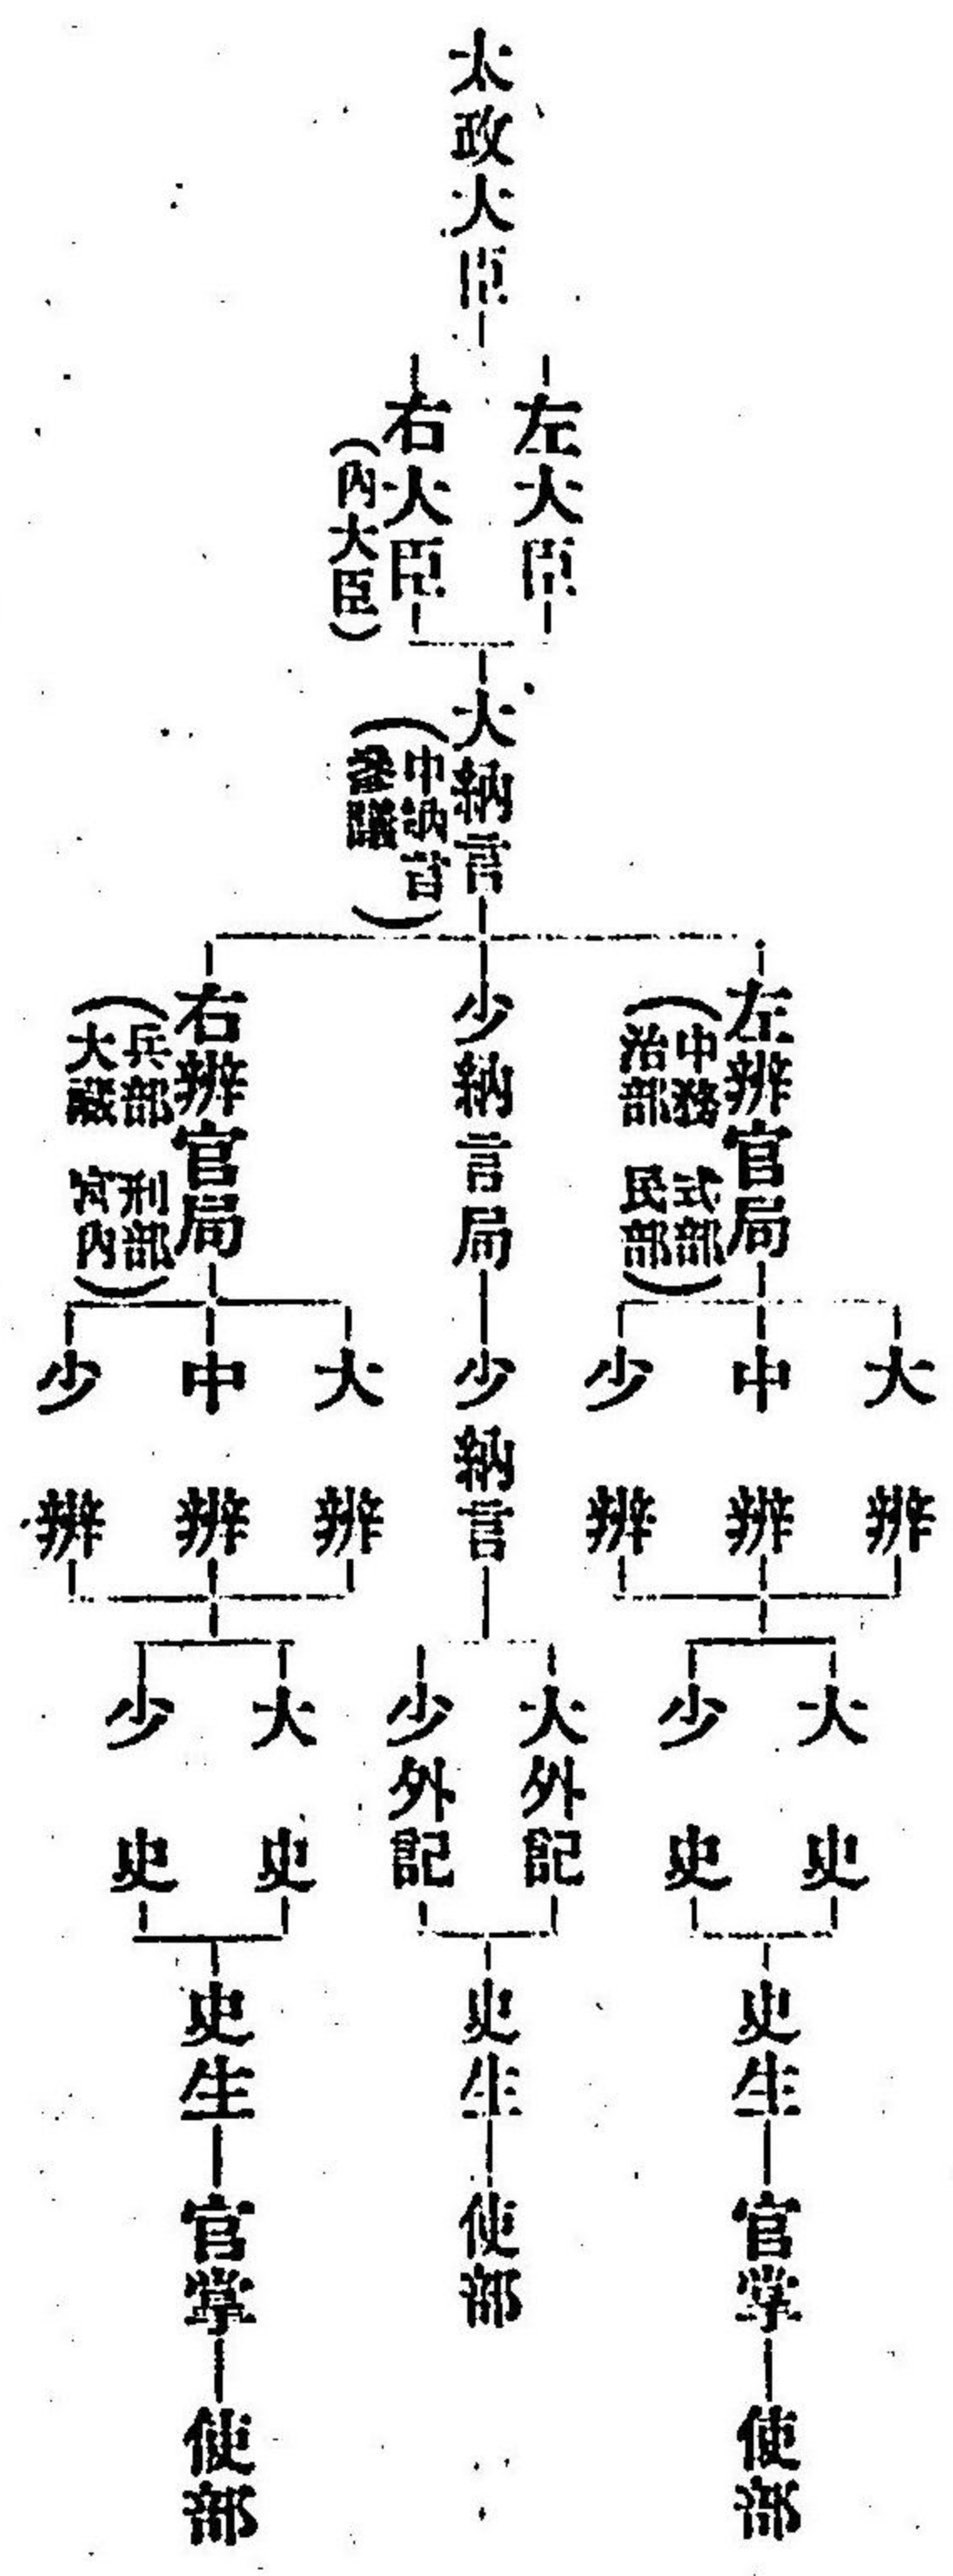 太政大臣
左大臣
右大臣
(內大臣)
大納言
(中納言
參議)
左辨官局
(中務 式部
治部 民部)
少納言局
右辨官局
(兵部 刑部
大藏 宮內)
大辨
中辨
少辨
少納言
大辨
中辨
少辨
大史
少史
大外記
少外記
大史
少史
史生
官掌
使部
史生
使部
史生
官掌
使部